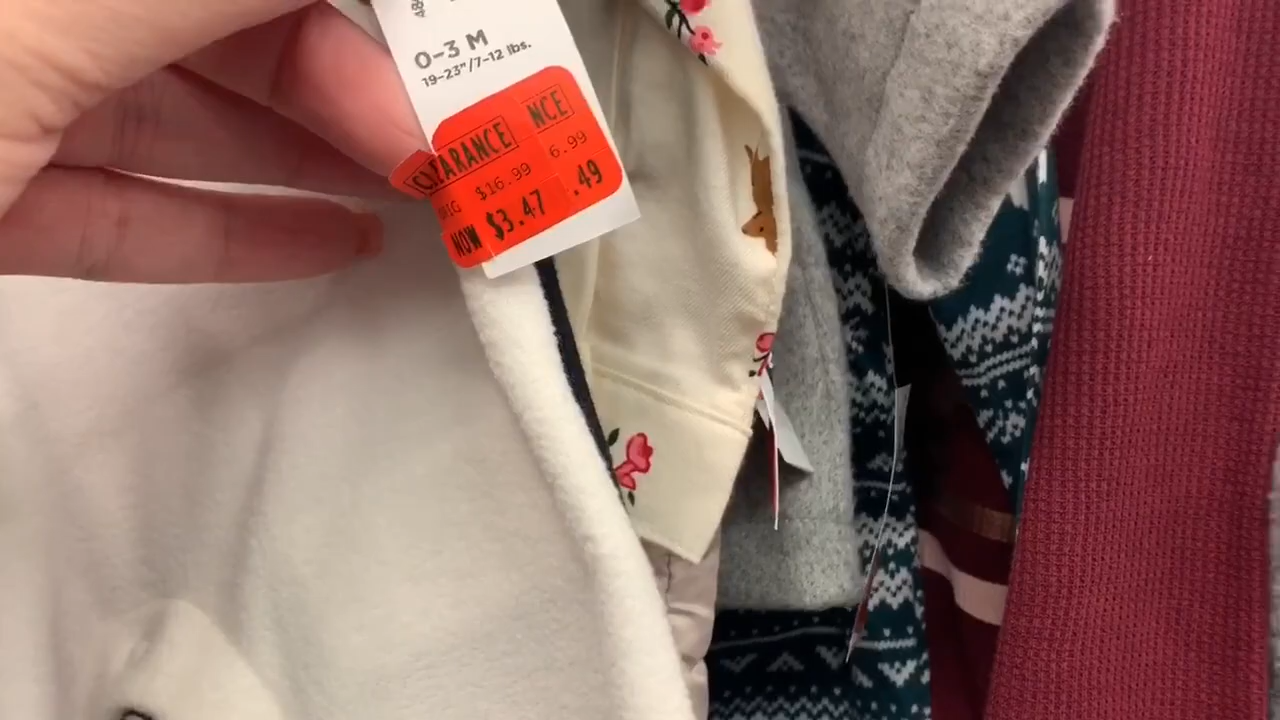 0-3 M
19-23"/7-12 lbs.
NCE
CLEARANCE
6.99
ORIG $16.99
.49
NOW $3.47